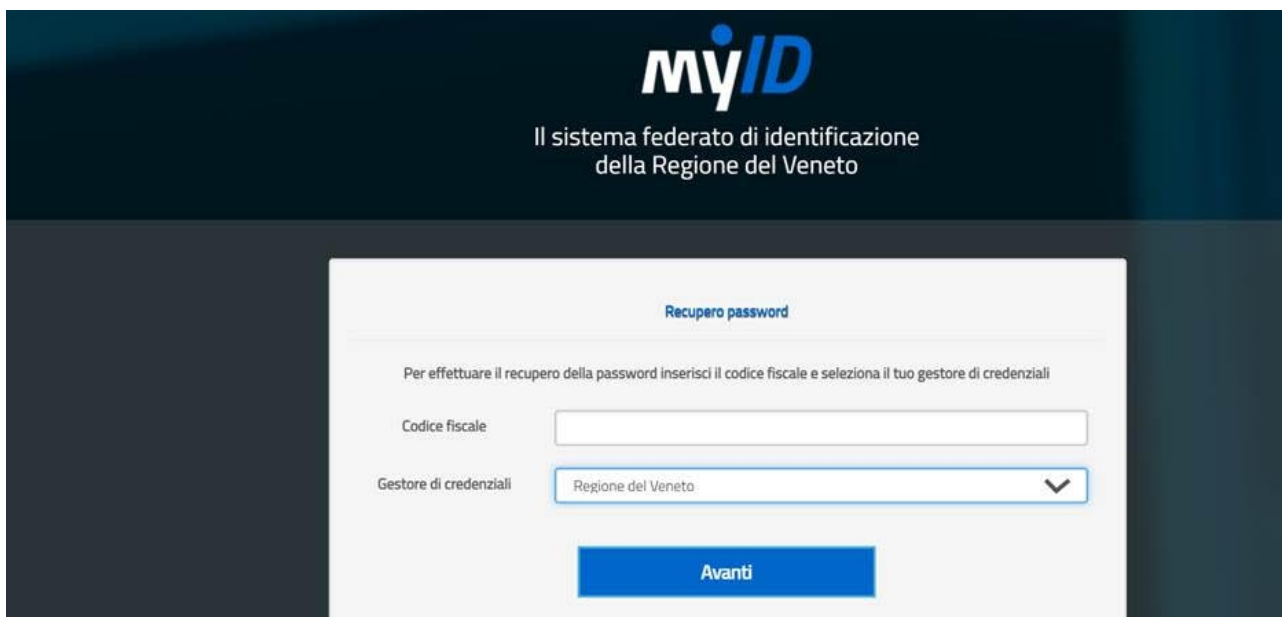 myID
Il sistema federato di identificazione
della Regione del Veneto
Recupero password
Per effettuare il recupero della password inserisci il codice fiscale e seleziona il tuo gestore di credenziali
Codice fiscale
Gestore di credenziali
Regione del Veneto
Avanti